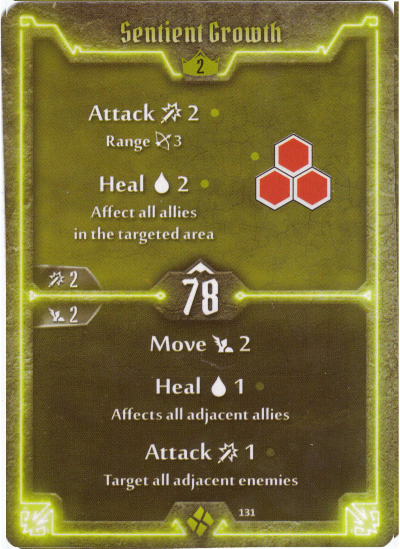 Sentient Growth
2
Attack 2
Range 3
Heal 2
Affect all allies
in the targeted area
2
78
2
Move 2
Heal 1
Affects all adjacent allies
Attack 1
Target all adjacent enemies
131